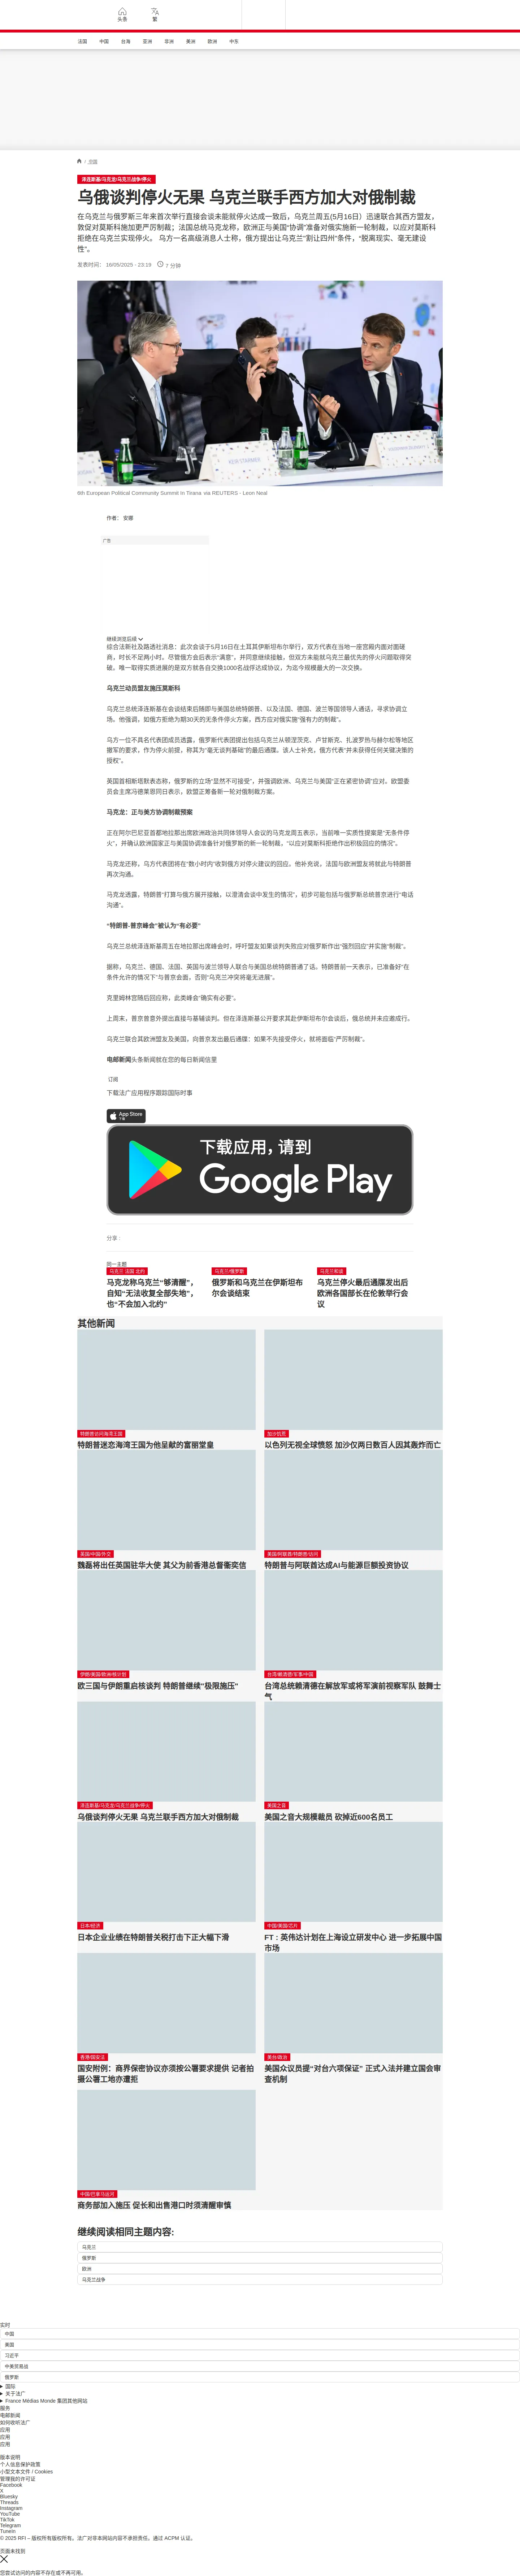 头条
繁
法国
中国
台海
亚洲
非洲
美洲
欧洲
中东
/ 中国
泽连斯基/马克龙/乌克兰战争/停火
乌俄谈判停火无果 乌克兰联手西方加大对俄制裁
在乌克兰与俄罗斯三年来首次举行直接会谈未能就停火达成一致后，乌克兰周五(5月16日）迅速联合其西方盟友，
敦促对莫斯科施加更严厉制裁；法国总统马克龙称，欧洲正与美国“协调”准备对俄实施新一轮制裁，以应对莫斯科
拒绝在乌克兰实现停火。 乌方一名高级消息人士称，俄方提出让乌克兰“割让四州”条件，“脱离现实、毫无建设
性”。
发表时间： 16/05/2025 - 23:19 7 分钟
6th European Political Community Summit in Tirana via REUTERS - Leon Neal
作者： 安娜
广告
继续浏览后续
综合法新社及路透社消息：此次会谈于5月16日在土耳其伊斯坦布尔举行，双方代表在当地一座宫殿内面对面磋
商，时长不足两小时。尽管俄方会后表示“满意”，并同意继续接触，但双方未能就乌克兰最优先的停火问题取得突
破。唯一取得实质进展的是双方就各自交换1000名战俘达成协议，为迄今规模最大的一次交换。
乌克兰动员盟友施压莫斯科
乌克兰总统泽连斯基在会谈结束后随即与美国总统特朗普、以及法国、德国、波兰等国领导人通话，寻求协调立
场。他强调，如俄方拒绝为期30天的无条件停火方案，西方应对俄实施“强有力的制裁”。
乌方一位不具名代表团成员透露，俄罗斯代表团提出包括乌克兰从顿涅茨克、卢甘斯克、扎波罗热与赫尔松等地区
撤军的要求，作为停火前提，称其为“毫无谈判基础”的最后通牒。该人士补充，俄方代表“并未获得任何关键决策的
授权”。
英国首相斯塔默表态称，俄罗斯的立场“显然不可接受”，并强调欧洲、乌克兰与美国“正在紧密协调”应对。欧盟委
员会主席冯德莱恩同日表示，欧盟正筹备新一轮对俄制裁方案。
马克龙：正与美方协调制裁预案
正在阿尔巴尼亚首都地拉那出席欧洲政治共同体领导人会议的马克龙周五表示，当前唯一实质性提案是“无条件停
火”，并确认欧洲国家正与美国协调准备针对俄罗斯的新一轮制裁，“以应对莫斯科拒绝作出积极回应的情况”。
马克龙还称，乌方代表团将在“数小时内”收到俄方对停火建议的回应。他补充说，法国与欧洲盟友将就此与特朗普
再次沟通。
马克龙透露，特朗普“打算与俄方展开接触，以澄清会谈中发生的情况”，初步可能包括与俄罗斯总统普京进行“电话
沟通”。
“特朗普-普京峰会”被认为“有必要”
乌克兰总统泽连斯基周五在地拉那出席峰会时，呼吁盟友如果谈判失败应对俄罗斯作出“强烈回应”并实施“制裁”。
据称，乌克兰、德国、法国、英国与波兰领导人联合与美国总统特朗普通了话。特朗普前一天表示，已准备好“在
条件允许的情况下”与普京会面，否则“乌克兰冲突将毫无进展”。
克里姆林宫随后回应称，此类峰会“确实有必要”。
上周末，普京曾意外提出直接与基辅谈判。但在泽连斯基公开要求其赴伊斯坦布尔会谈后，俄总统并未应邀成行。
乌克兰联合其欧洲盟友及美国，向普京发出最后通牒：如果不先接受停火，就将面临“严厉制裁”。
电邮新闻头条新闻就在您的每日新闻信里
订阅
下载法广应用程序跟踪国际时事
App Store
下载
下载应用，请到
Google Play
分享 :
同一主题
乌克兰 法国 北约
马克龙称乌克兰“够清醒”，
自知“无法收复全部失地”，
也“不会加入北约”
乌克兰/俄罗斯
俄罗斯和乌克兰在伊斯坦布
尔会谈结束
乌克兰和谈
乌克兰停火最后通牒发出后
欧洲各国部长在伦敦举行会
议
其他新闻
特朗普访问海湾王国
特朗普迷恋海湾王国为他呈献的富丽堂皇
加沙饥荒
以色列无视全球愤怒 加沙仅两日数百人因其轰炸而亡
英国/中国/外交
魏磊将出任英国驻华大使 其父为前香港总督衞奕信
美国/阿联酋/特朗普/访问
特朗普与阿联酋达成AI与能源巨额投资协议
伊朗/美国/欧洲/核计划
欧三国与伊朗重启核谈判 特朗普继续"极限施压"
台湾/赖清德/军事/中国
台湾总统赖清德在解放军或将军演前视察军队 鼓舞士
气
泽连斯基/马克龙/乌克兰战争/停火
乌俄谈判停火无果 乌克兰联手西方加大对俄制裁
美国之音
美国之音大规模裁员 砍掉近600名员工
日本/经济
日本企业业绩在特朗普关税打击下正大幅下滑
中国/美国/芯片
FT : 英伟达计划在上海设立研发中心 进一步拓展中国
市场
香港/国安法
国安附例：商界保密协议亦须按公署要求提供 记者拍
摄公署工地亦遭拒
美台/政治
美国众议员提“对台六项保证” 正式入法并建立国会审
查机制
中国/巴拿马运河
商务部加入施压 促长和出售港口时须清醒审慎
继续阅读相同主题内容:
乌克兰
俄罗斯
欧洲
乌克兰战争
实时
中国
美国
习近平
中美贸易战
俄罗斯
国际
关于法广
France Médias Monde 集团其他网站
服务
电邮新闻
如何收听法广
应用
应用
应用
版本说明
个人信息保护政策
小型文本文件 / Cookies
管理我的许可证
Facebook
X
Bluesky
Threads
Instagram
YouTube
TikTok
Telegram
TuneIn
© 2025 RFI – 版权所有版权所有。法广对非本网站内容不承担责任。通过 ACPM 认证。
页面未找到
您尝试访问的内容不存在或不再可用。